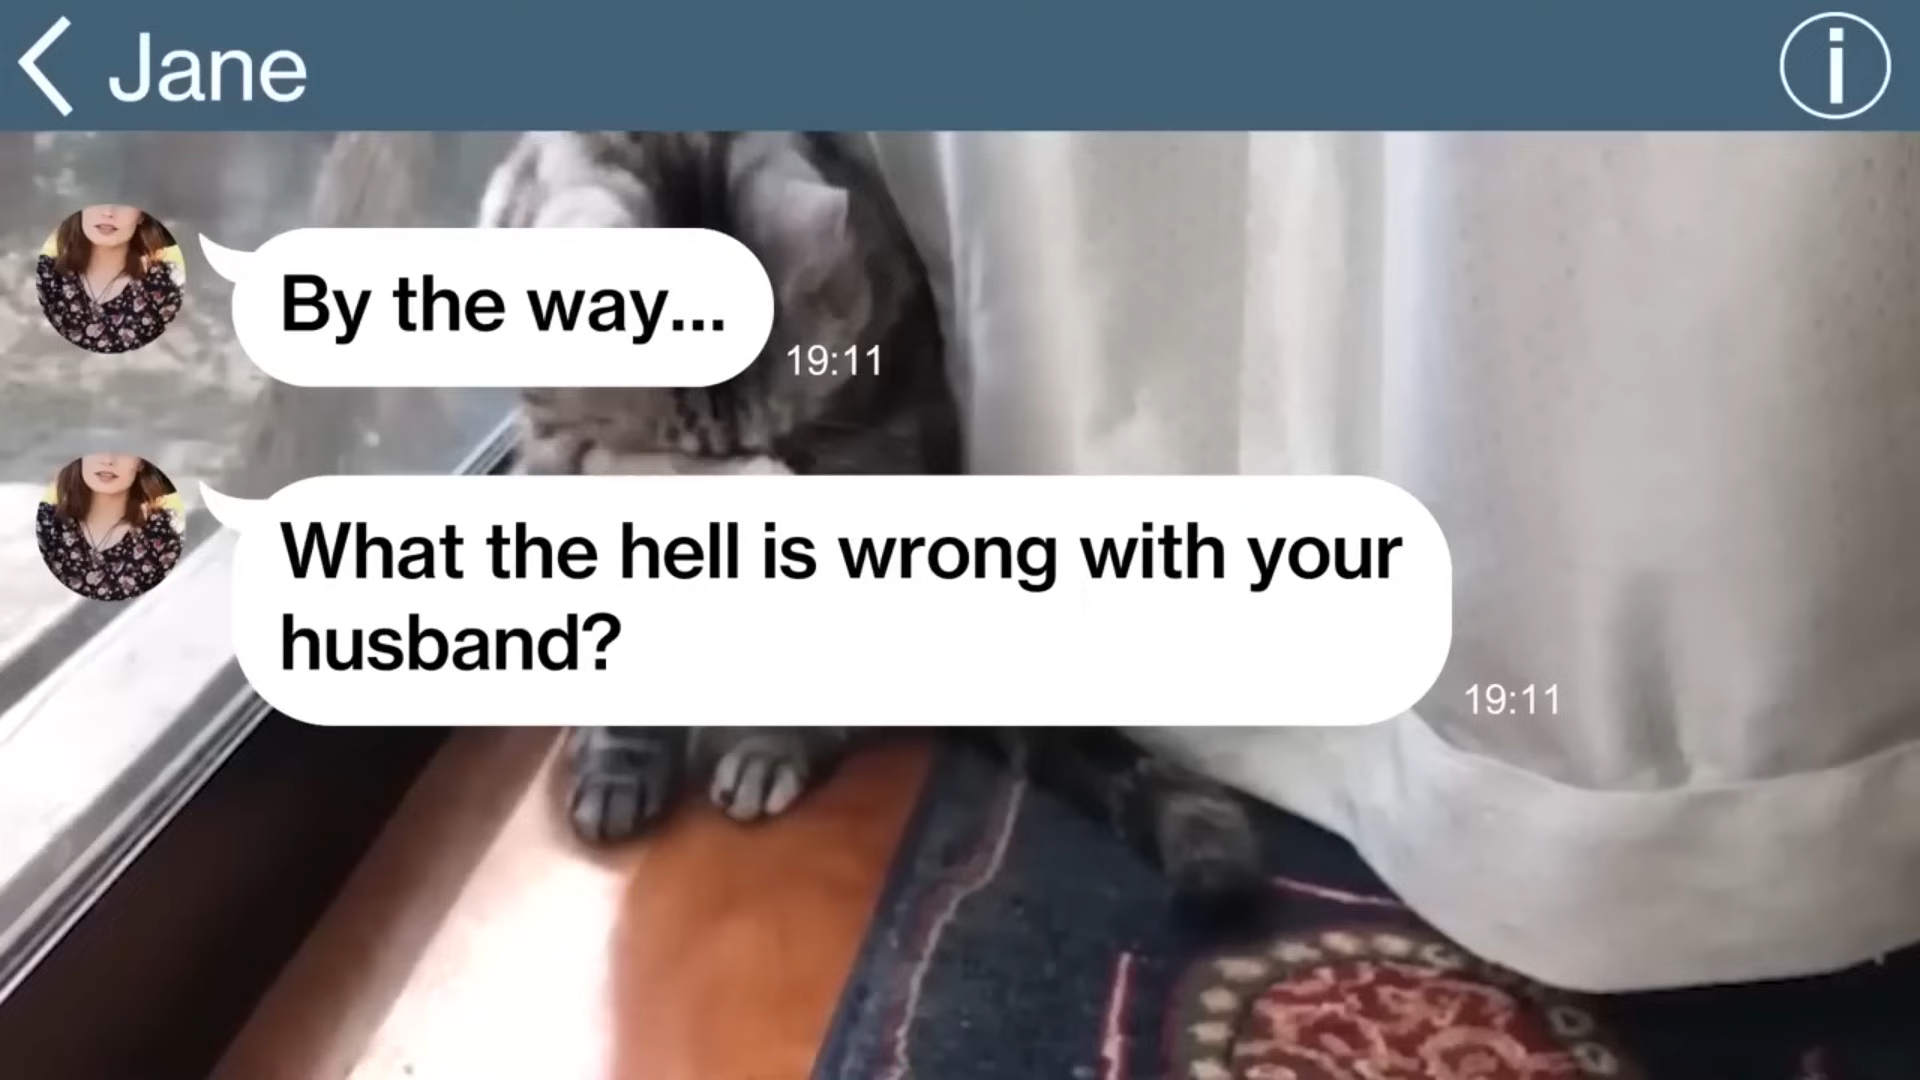 Jane
By the way...
19:11
What the hell is wrong with your
husband?
19:11